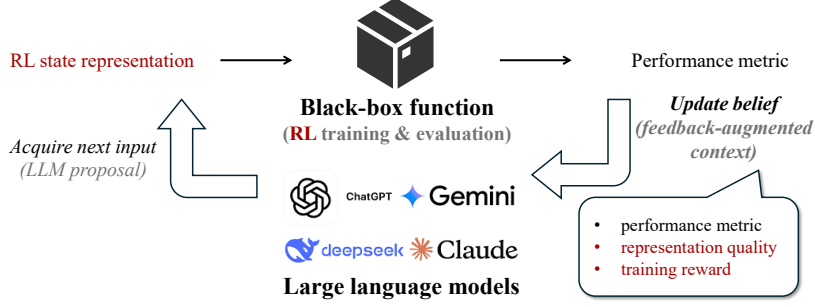 RL state representation
Performance metric
Black-box function
(RL training & evaluation)
Update belief
(feedback-augmented
context)
Acquire next input
(LLM proposal)
ChatGPT
Gemini
deepseek
Claude
Large language models
• performance metric
• representation quality
• training reward